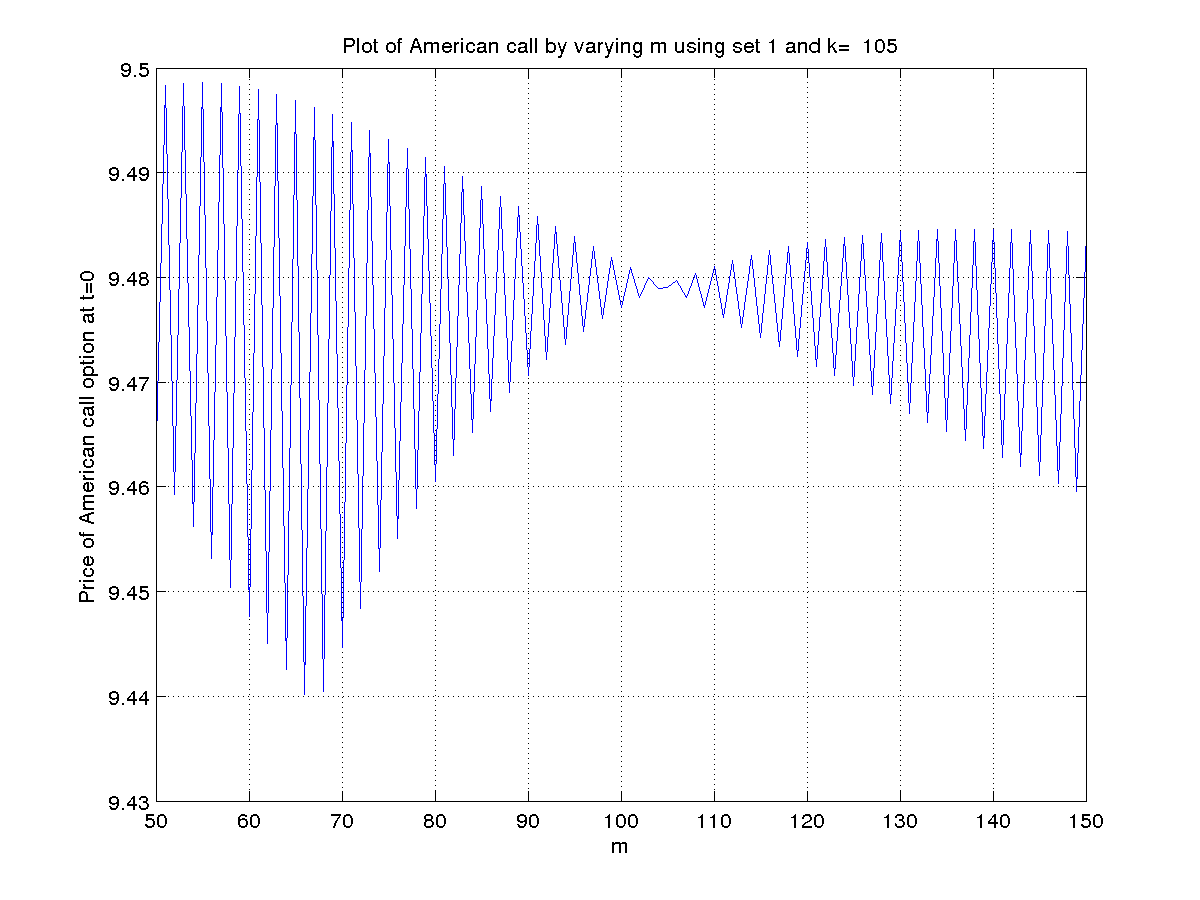 Plot of American call by varying m using set 1 and k=  105
9.5
9.49
9.48
9.47
9.46
9.45
9.44
9.43
Price of American call option at t=0
50 60 70 80 90 100 110 120 130 140 150
m